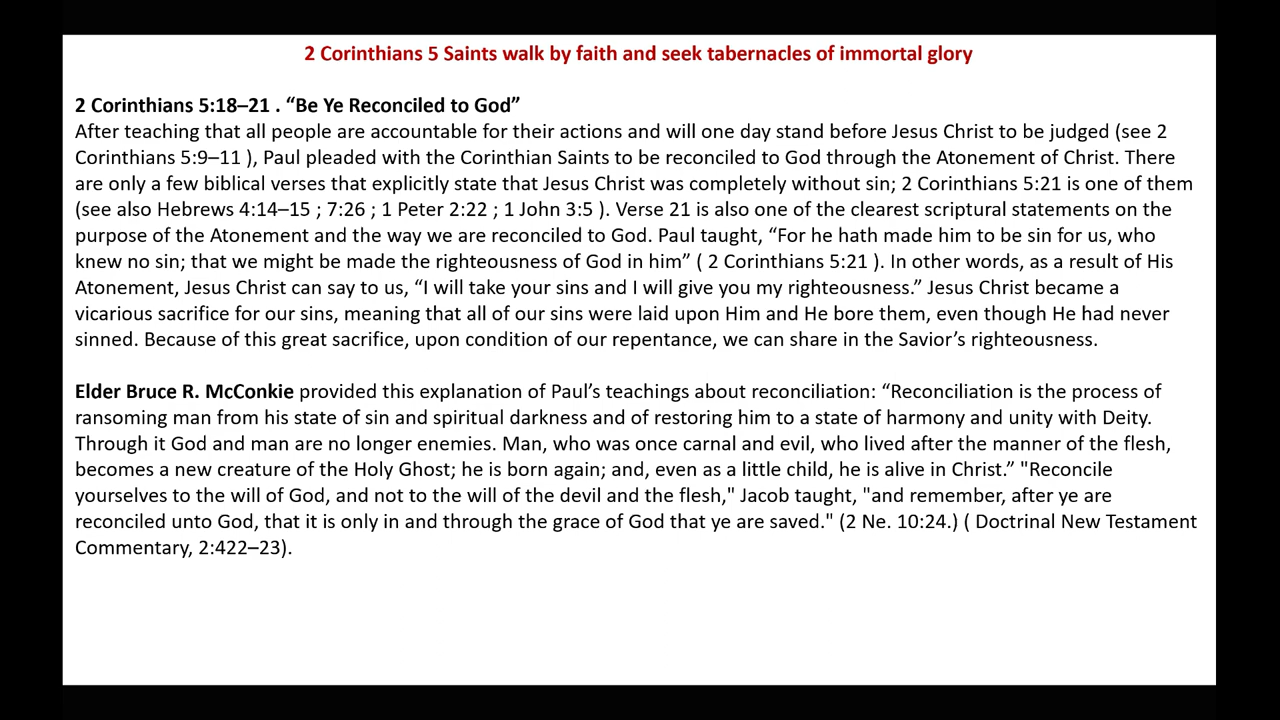 2 Corinthians 5 Saints walk by faith and seek tabernacles of immortal glory
2 Corinthians 5:18–21 . “Be Ye Reconciled to God”
After teaching that all people are accountable for their actions and will one day stand before Jesus Christ to be judged (see 2
Corinthians 5:9–11 ), Paul pleaded with the Corinthian Saints to be reconciled to God through the Atonement of Christ. There
are only a few biblical verses that explicitly state that Jesus Christ was completely without sin; 2 Corinthians 5:21 is one of them
(see also Hebrews 4:14–15 ; 7:26 ; 1 Peter 2:22 ; 1 John 3:5 ). Verse 21 is also one of the clearest scriptural statements on the
purpose of the Atonement and the way we are reconciled to God. Paul taught, “For he hath made him to be sin for us, who
knew no sin; that we might be made the righteousness of God in him” ( 2 Corinthians 5:21 ). In other words, as a result of His
Atonement, Jesus Christ can say to us, “I will take your sins and I will give you my righteousness.” Jesus Christ became a
vicarious sacrifice for our sins, meaning that all of our sins were laid upon Him and He bore them, even though He had never
sinned. Because of this great sacrifice, upon condition of our repentance, we can share in the Savior’s righteousness.
Elder Bruce R. McConkie provided this explanation of Paul’s teachings about reconciliation: “Reconciliation is the process of
ransoming man from his state of sin and spiritual darkness and of restoring him to a state of harmony and unity with Deity.
Through it God and man are no longer enemies. Man, who was once carnal and evil, who lived after the manner of the flesh,
becomes a new creature of the Holy Ghost; he is born again; and, even as a little child, he is alive in Christ.” "Reconcile
yourselves to the will of God, and not to the will of the devil and the flesh," Jacob taught, "and remember, after ye are
reconciled unto God, that it is only in and through the grace of God that ye are saved." (2 Ne. 10:24.) ( Doctrinal New Testament
Commentary, 2:422–23).